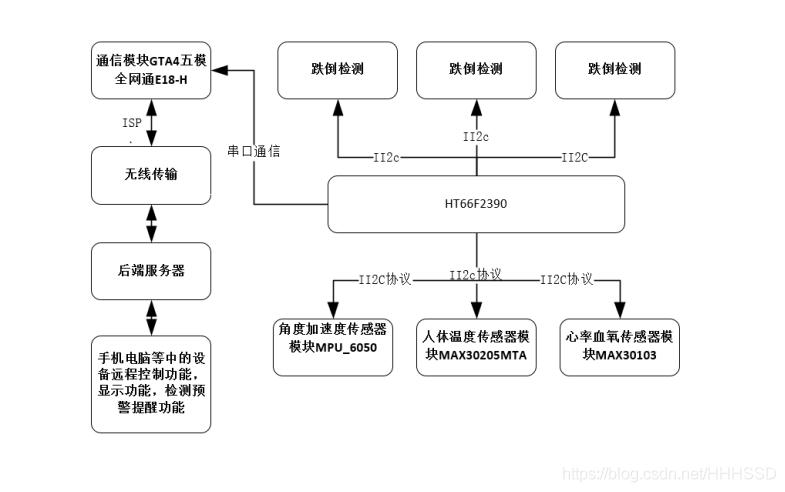 通信模块GTA4五模
全网通E18-H
跌倒检测
跌倒检测
跌倒检测
ISP
.
串口通信
II2c
II2c
II2C
无线传输
HT66F2390
后端服务器
II2C协议
II2c协议
II2C协议
角度加速度传感器
模块MPU_6050
人体温度传感器模
块MAX30205MTA
心率血氧传感器模
块MAX30103
手机电脑等中的设
备远程控制功能，
显示功能，检测预
警提醒功能
https://blog.csdn.net/HHHSSD